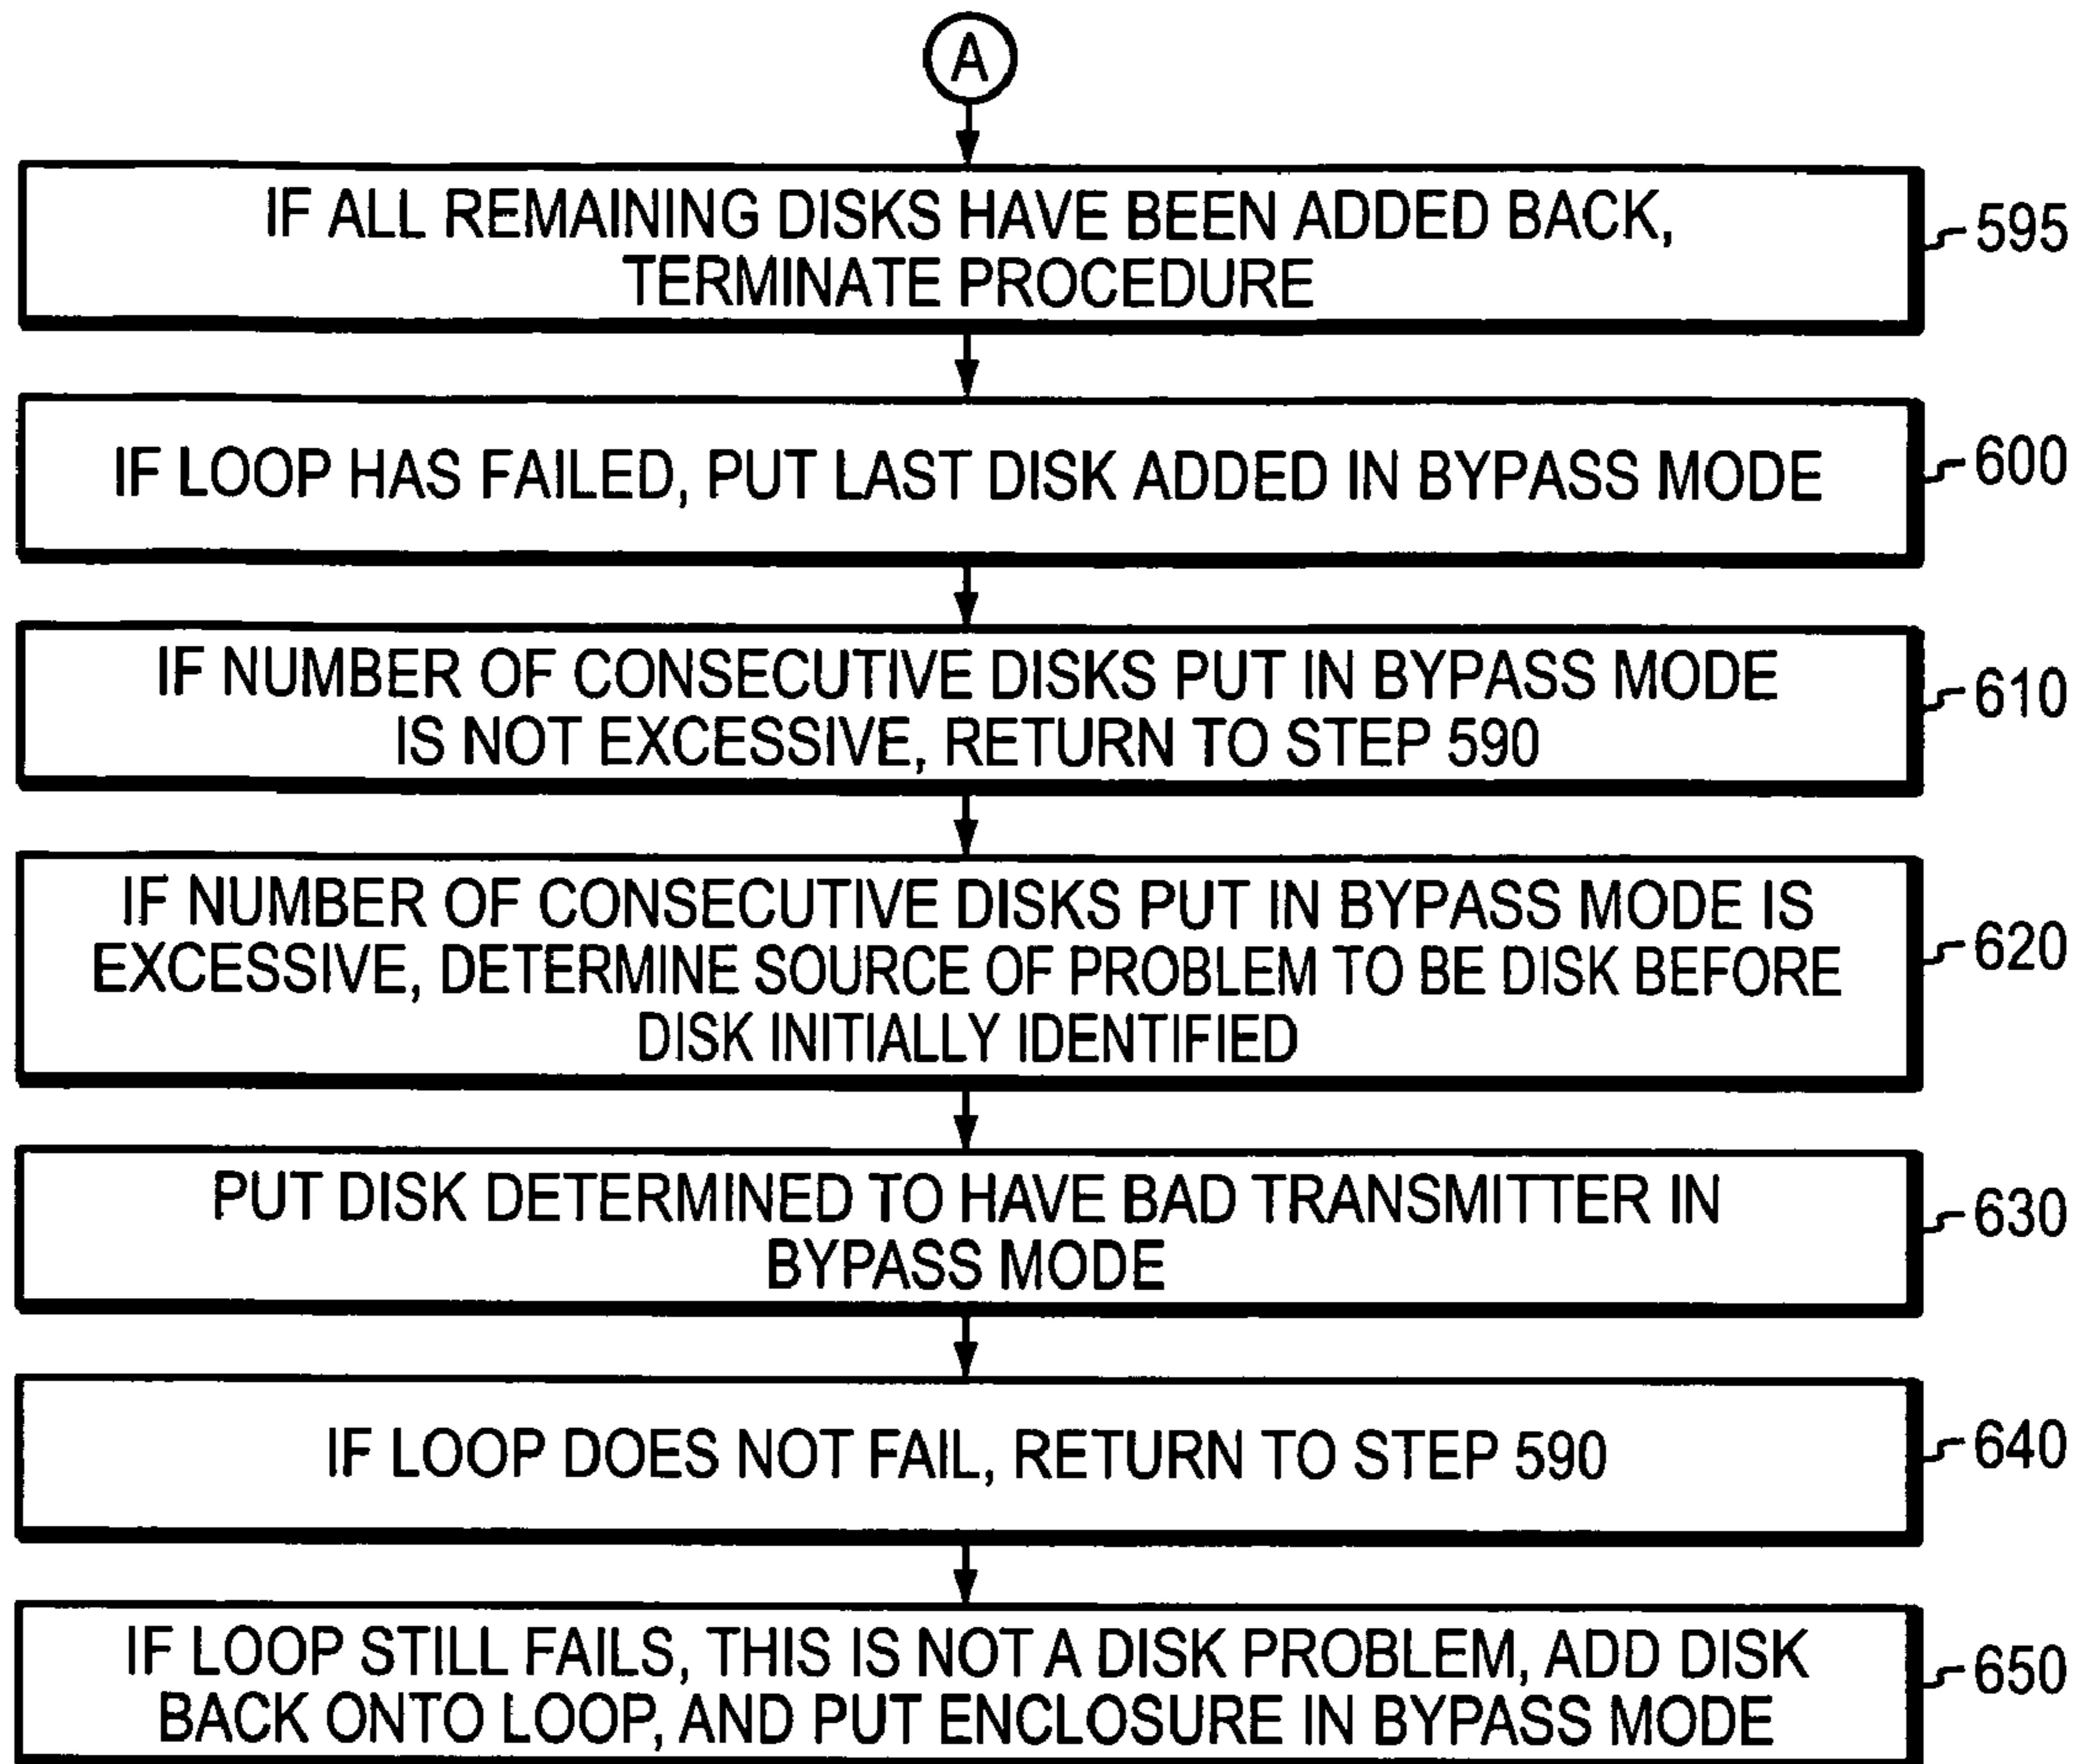 A
IF ALL REMAINING DISKS HAVE BEEN ADDED BACK,
TERMINATE PROCEDURE
595
IF LOOP HAS FAILED, PUT LAST DISK ADDED IN BYPASS MODE
600
IF NUMBER OF CONSECUTIVE DISKS PUT IN BYPASS MODE
IS NOT EXCESSIVE, RETURN TO STEP 590
610
IF NUMBER OF CONSECUTIVE DISKS PUT IN BYPASS MODE IS
EXCESSIVE, DETERMINE SOURCE OF PROBLEM TO BE DISK BEFORE
DISK INITIALLY IDENTIFIED
620
PUT DISK DETERMINED TO HAVE BAD TRANSMITTER IN
BYPASS MODE
630
IF LOOP DOES NOT FAIL, RETURN TO STEP 590
640
IF LOOP STILL FAILS, THIS IS NOT A DISK PROBLEM, ADD DISK
BACK ONTO LOOP, AND PUT ENCLOSURE IN BYPASS MODE
650